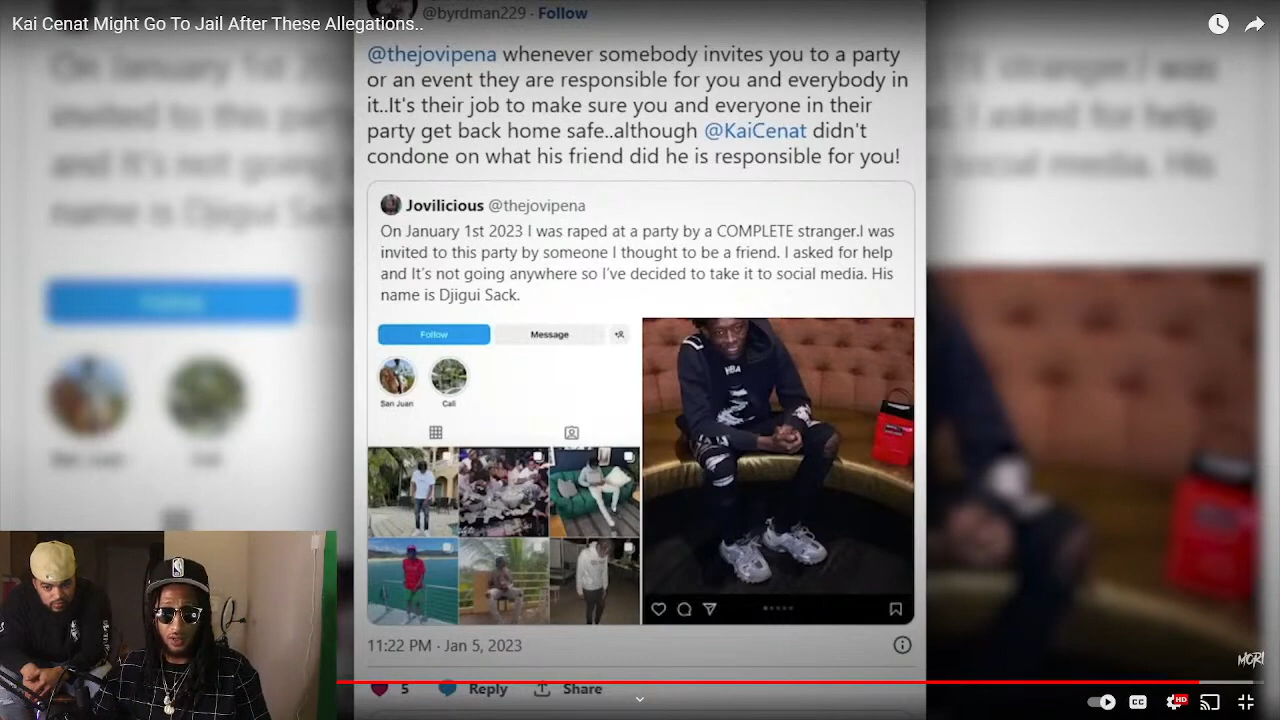 Kai Cenat Might Go To Jail After These Allegations..
@byrdman229 · Follow
@thejovipena whenever somebody invites you to a party
or an event they are responsible for you and everybody in
it..It's their job to make sure you and everyone in their
party get back home safe..although @KaiCenat didn't
condone on what his friend did he is responsible for you!
Jovilicious @thejovipena
On January 1st 2023 I was raped at a party by a COMPLETE stranger.I was
invited to this party by someone I thought to be a friend. I asked for help
and It's not going anywhere so I've decided to take it to social media. His
name is Djigui Sack.
Follow Message
San Juan Cali
HBA
11:22 PM · Jan 5, 2023
5 Reply Share
MORI
CC HD